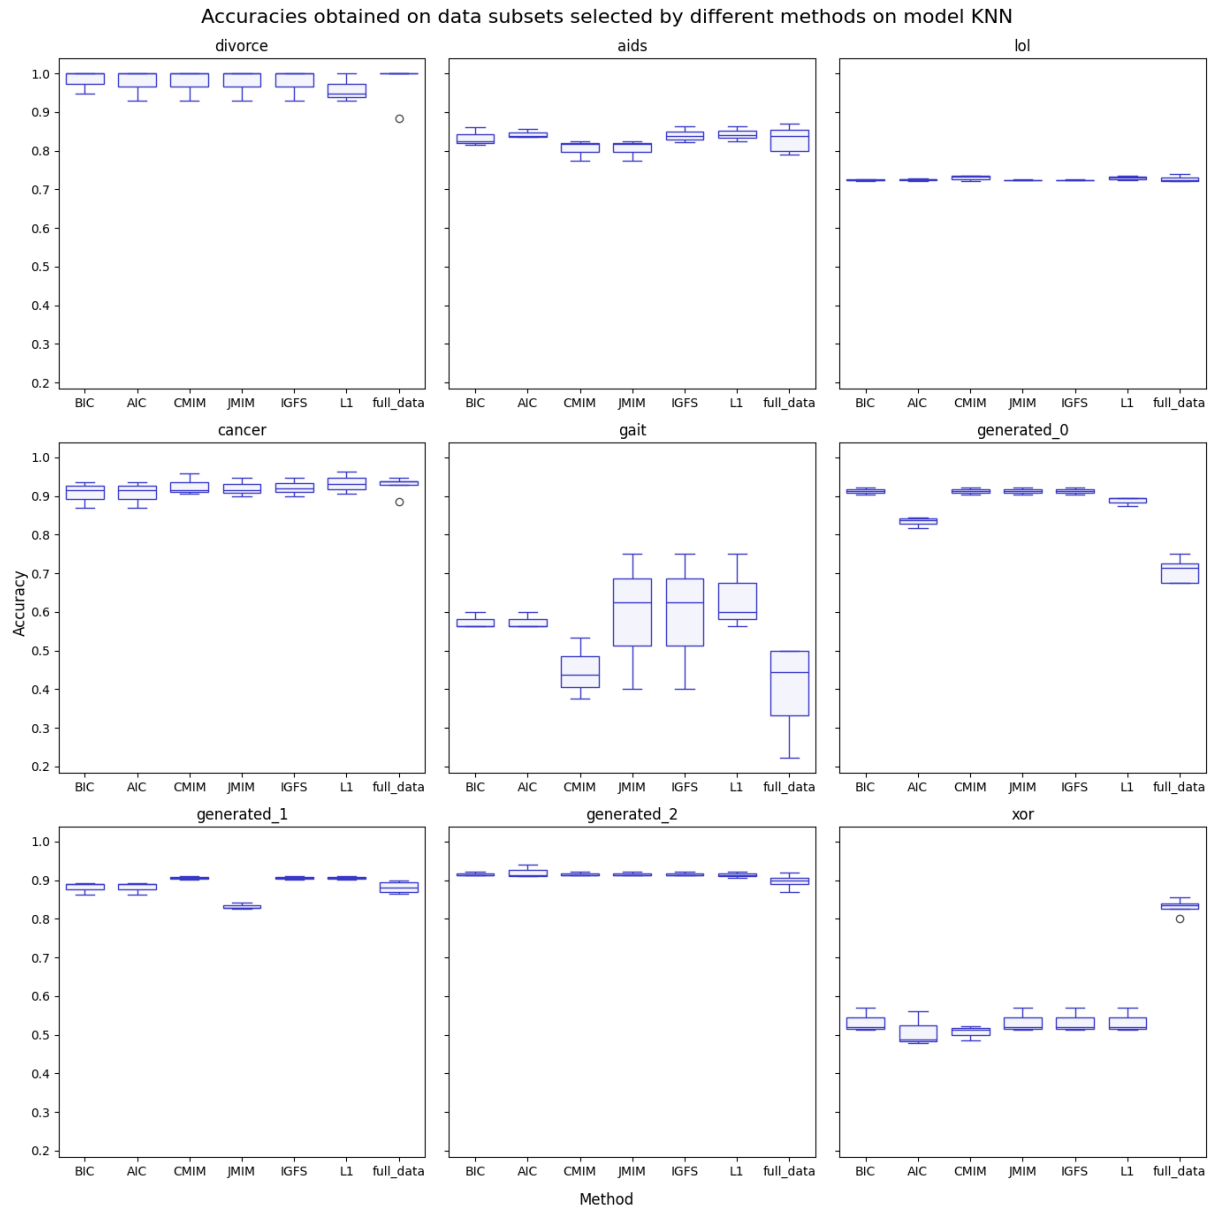 Accuracies obtained on data subsets selected by different methods on model KNN
divorce
aids
lol
1.0
0.9
0.8
0.7
0.6
0.5
0.4
0.3
0.2
BIC AIC CMIM JMIM IGFS L1 full_data
BIC AIC CMIM JMIM IGFS L1 full_data
BIC AIC CMIM JMIM IGFS L1 full_data
cancer
gait
generated_0
1.0
0.9
0.8
0.7
0.6
0.5
0.4
0.3
0.2
Accuracy
BIC AIC CMIM JMIM IGFS L1 full_data
BIC AIC CMIM JMIM IGFS L1 full_data
BIC AIC CMIM JMIM IGFS L1 full_data
generated_1
generated_2
xor
1.0
0.9
0.8
0.7
0.6
0.5
0.4
0.3
0.2
BIC AIC CMIM JMIM IGFS L1 full_data
BIC AIC CMIM JMIM IGFS L1 full_data
BIC AIC CMIM JMIM IGFS L1 full_data
Method